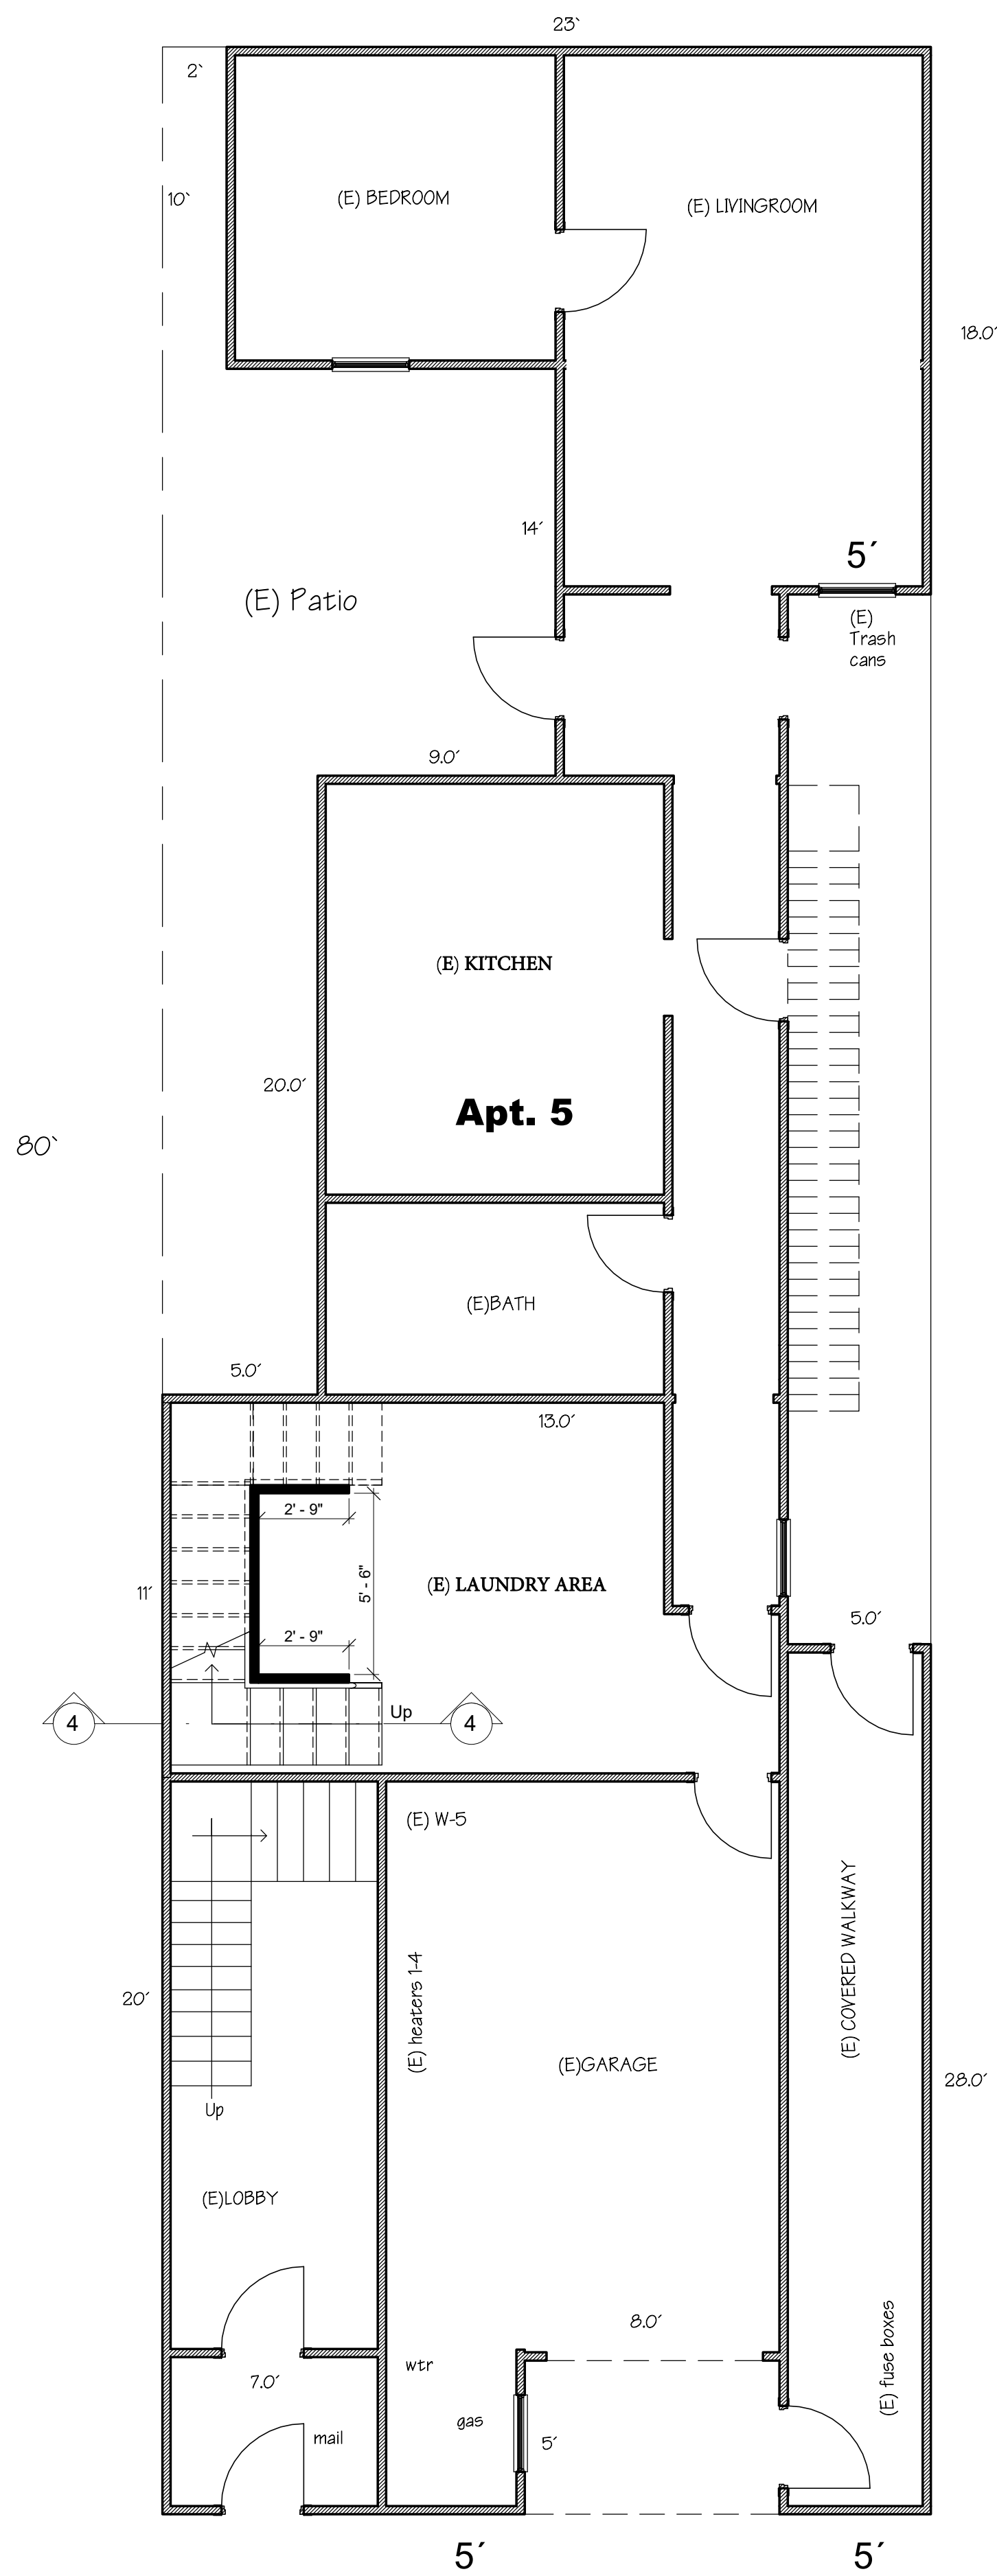 23`
2`
10`
(E) BEDROOM
(E) LIVINGROOM
18.0´
14´
5´
(E) Patio
(E)
Trash
cans
9.0´
(E) KITCHEN
20.0´
Apt. 5
80`
(E)BATH
5.0´
13.0´
2' - 9"
5' - 6"
(E) LAUNDRY AREA
11´
5.0´
2' - 9"
Up
4
4
(E) W-5
(E) COVERED WALKWAY
(E) heaters 1-4
20´
(E)GARAGE
28.0´
Up
(E)LOBBY
8.0´
(E) fuse boxes
wtr
7.0´
gas
mail
5´
5´
5´